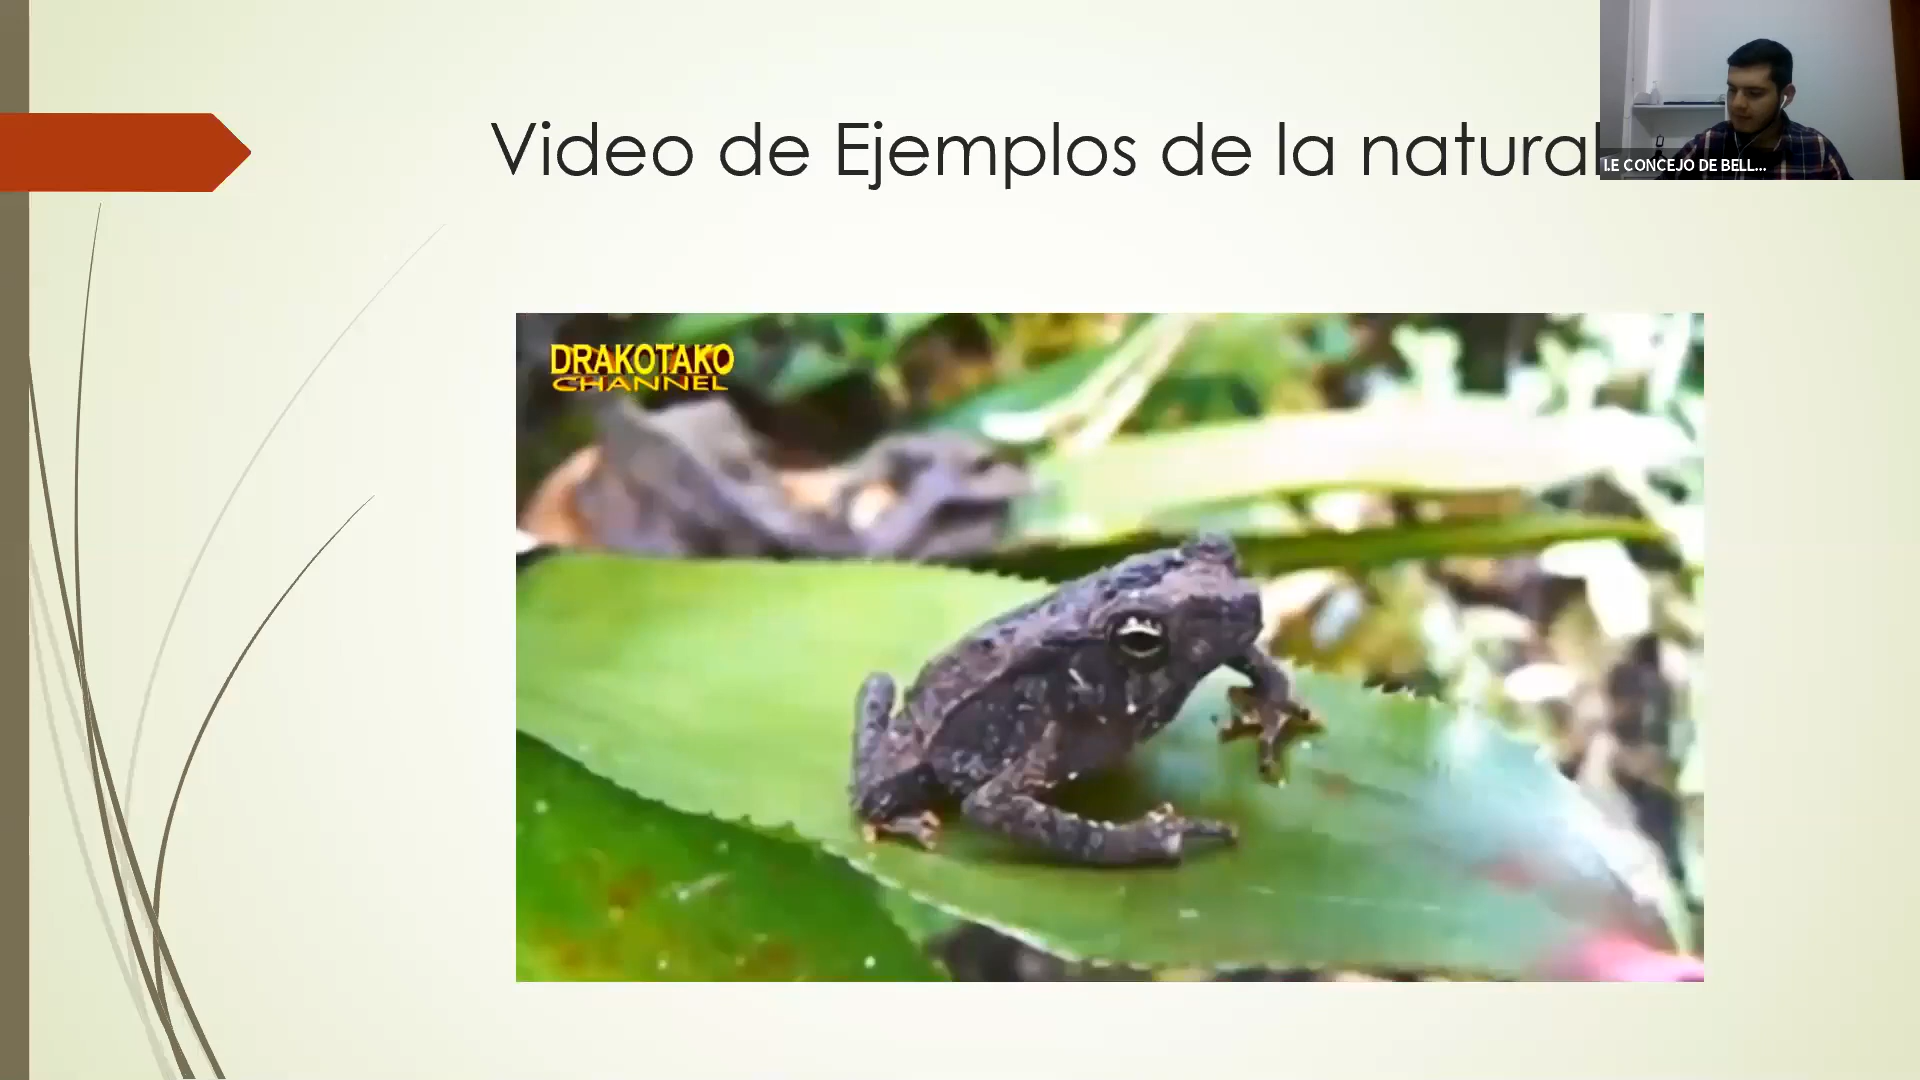 Video de Ejemplos de la natural
I.E CONCEJO DE BELL...
DRAKOTAKO
CHANNEL